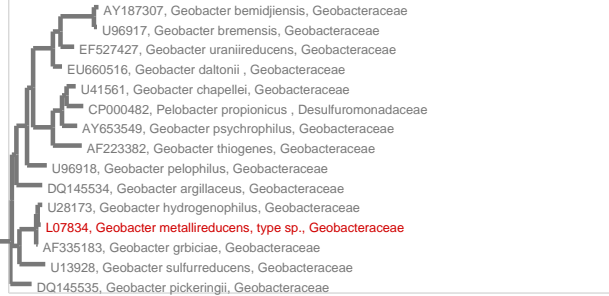 AY187307, Geobacter bemidjiensis, Geobacteraceae
U96917, Geobacter bremensis, Geobacteraceae
EF527427, Geobacter uraniireducens, Geobacteraceae
EU660516, Geobacter daltonii , Geobacteraceae
U41561, Geobacter chapellei, Geobacteraceae
CP000482, Pelobacter propionicus , Desulfuromonadaceae
AY653549, Geobacter psychrophilus, Geobacteraceae
AF223382, Geobacter thiogenes, Geobacteraceae
U96918, Geobacter pelophilus, Geobacteraceae
DQ145534, Geobacter argillaceus, Geobacteraceae
U28173, Geobacter hydrogenophilus, Geobacteraceae
L07834, Geobacter metallireducens, type sp., Geobacteraceae
AF335183, Geobacter grbiciae, Geobacteraceae
U13928, Geobacter sulfurreducens, Geobacteraceae
DQ145535, Geobacter pickeringii, Geobacteraceae